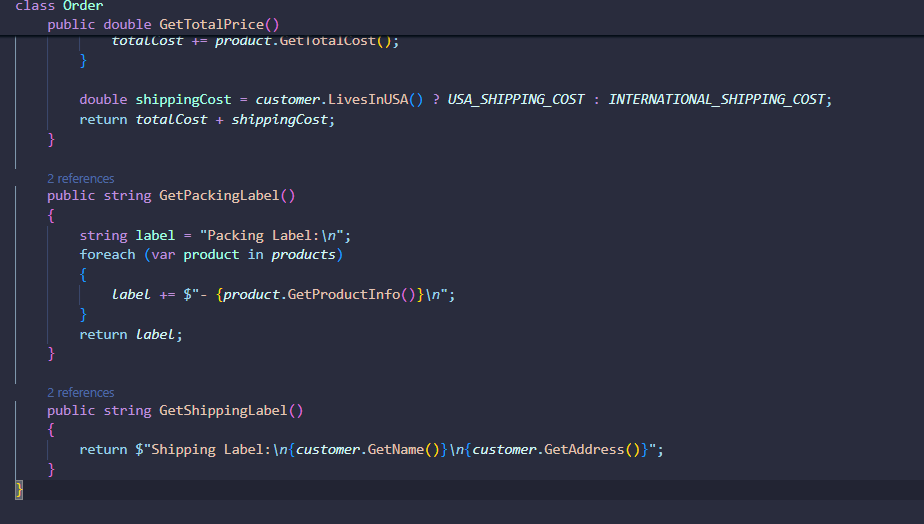 class Order
    public double GetTotalPrice()
            totalCost += product.GetTotalCost();
        }

        double shippingCost = customer.LivesInUSA() ? USA_SHIPPING_COST : INTERNATIONAL_SHIPPING_COST;
        return totalCost + shippingCost;
    }

    2 references
    public string GetPackingLabel()
    {
        string label = "Packing Label:\n";
        foreach (var product in products)
        {
            label += $"- {product.GetProductInfo()}\n";
        }
        return label;
    }

    2 references
    public string GetShippingLabel()
    {
        return $"Shipping Label:\n{customer.GetName()}\n{customer.GetAddress()}";
    }
}